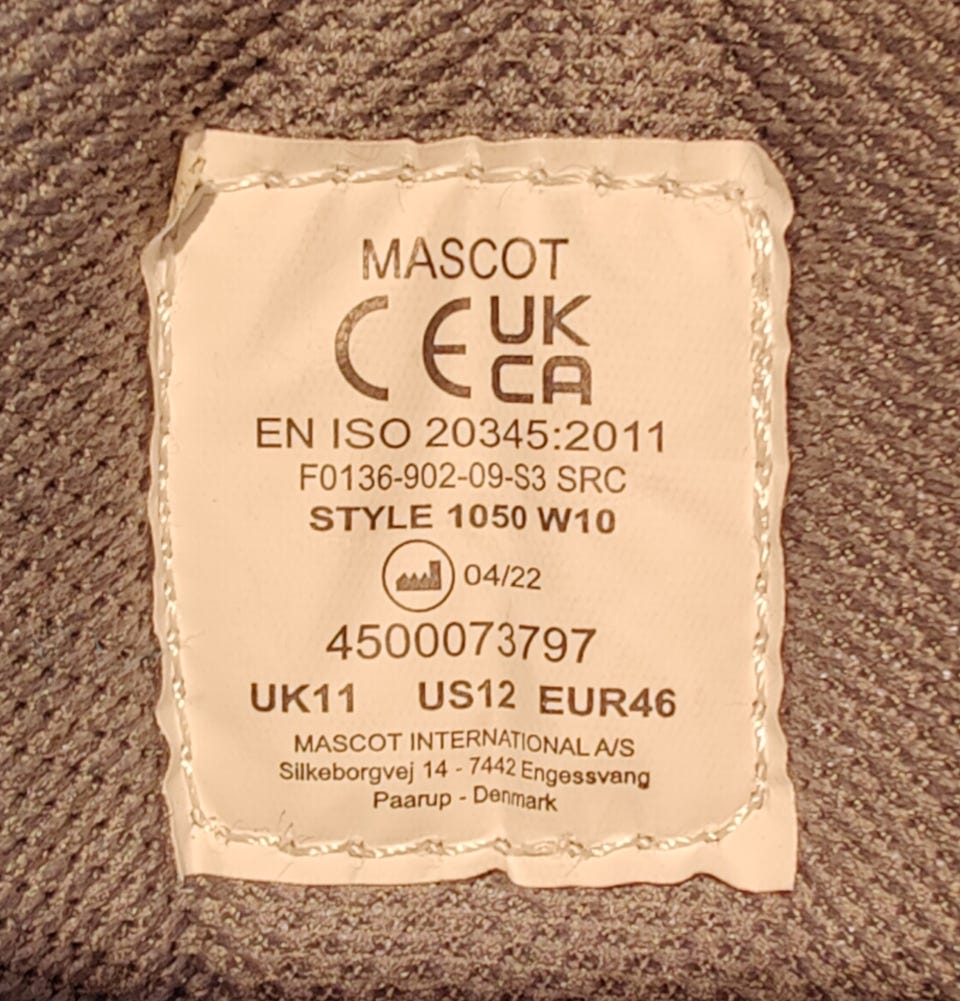 MASCOT
CE UK
CA
EN ISO 20345:2011
F0136-902-09-S3 SRC
STYLE 1050 W10
04/22
4500073797
UK11 US12 EUR46
MASCOT INTERNATIONAL A/S
Silkeborgvej 14 - 7442 Engessvang
Paarup - Denmark